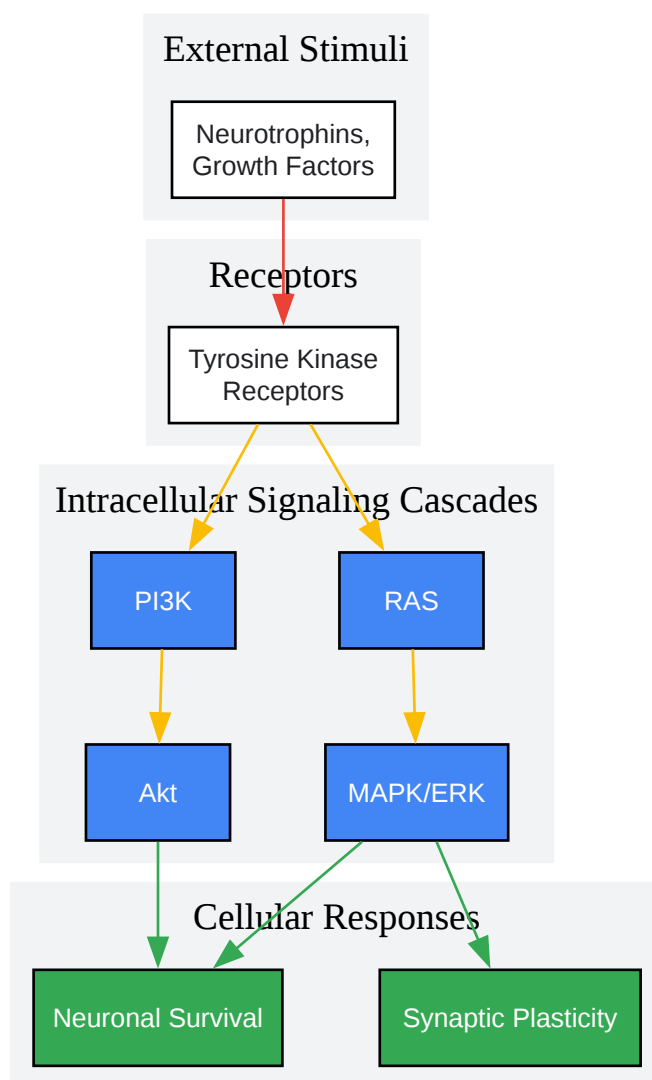 External Stimuli
Neurotrophins,
Growth Factors
Receptors
Tyrosine Kinase
Receptors
Intracellular Signaling Cascades
PI3K
RAS
Akt
MAPK/ERK
Cellular Responses
Neuronal Survival
Synaptic Plasticity